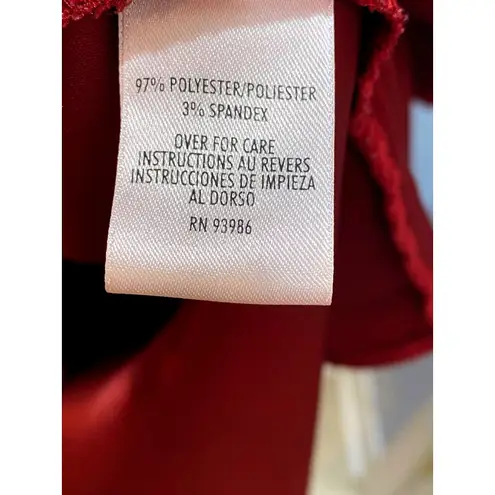 97% POLYESTER/POLIESTER
3% SPANDEX
OVER FOR CARE
INSTRUCTIONS AU REVERS
INSTRUCCIONES DE IMPIEZA
AL DORSO
RN 93986